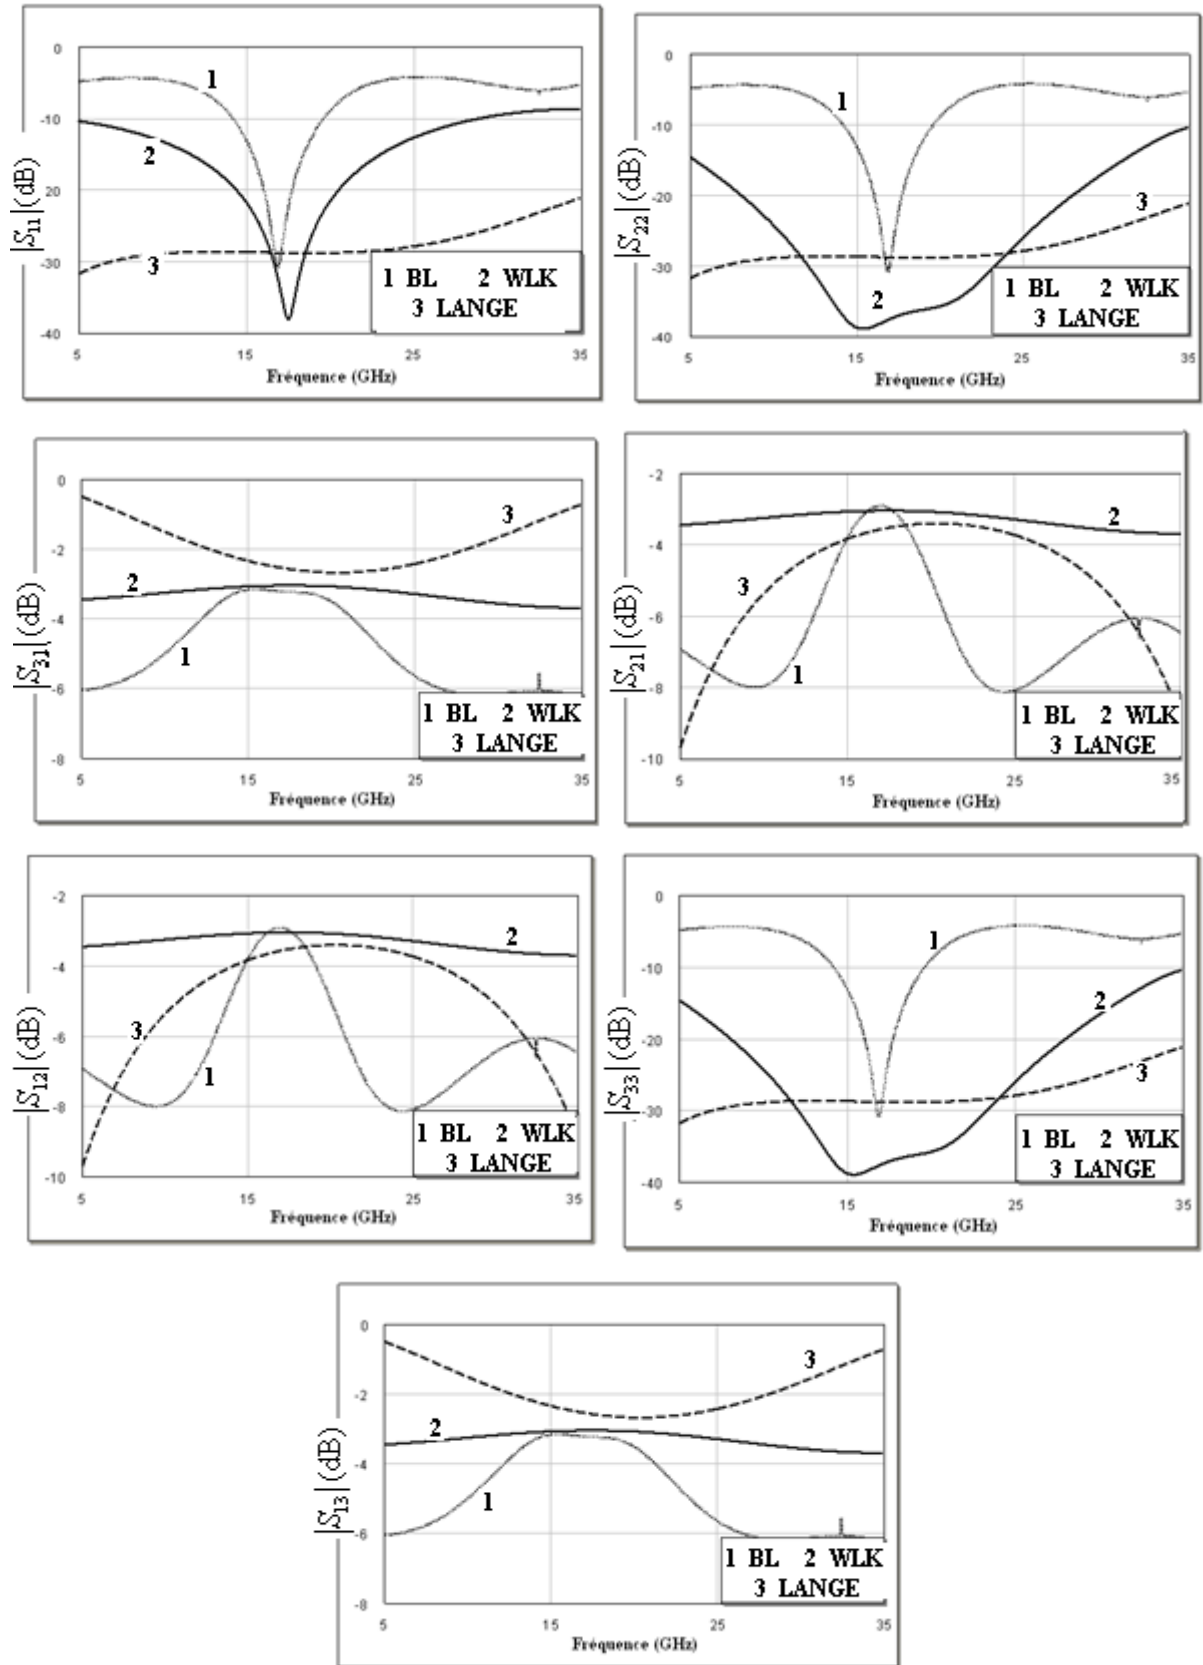 |S11| (dB)
0
-10
20
-30
-40
1
2
3
1 BL 2 WLK
3 LANGE
5 15 25 35
Fréquence (GHz)
|S22| (dB)
0
-10
-20
-30
-40
1
3
2
1 BL 2 WLK
3 LANGE
5 15 25 35
Fréquence (GHz)
|S31| (dB)
0
-2
-4
-6
-8
3
2
1
1 BL 2 WLK
3 LANGE
5 15 25 35
Fréquence (GHz)
|S21| (dB)
-2
-4
-6
-8
-10
2
3
1
1 BL 2 WLK
3 LANGE
5 15 25 35
Fréquence (GHz)
|S12| (dB)
-2
-4
-6
-8
-10
2
3
1
1 BL 2 WLK
3 LANGE
5 15 25 35
Fréquence (GHz)
|S33| (dB)
0
-10
-20
-30
-40
1
2
3
1 BL 2 WLK
3 LANGE
5 15 25 35
Fréquence (GHz)
|S13| (dB)
0
-2
-4
-6
-8
3
2
1
1 BL 2 WLK
3 LANGE
5 15 25 35
Fréquence (GHz)